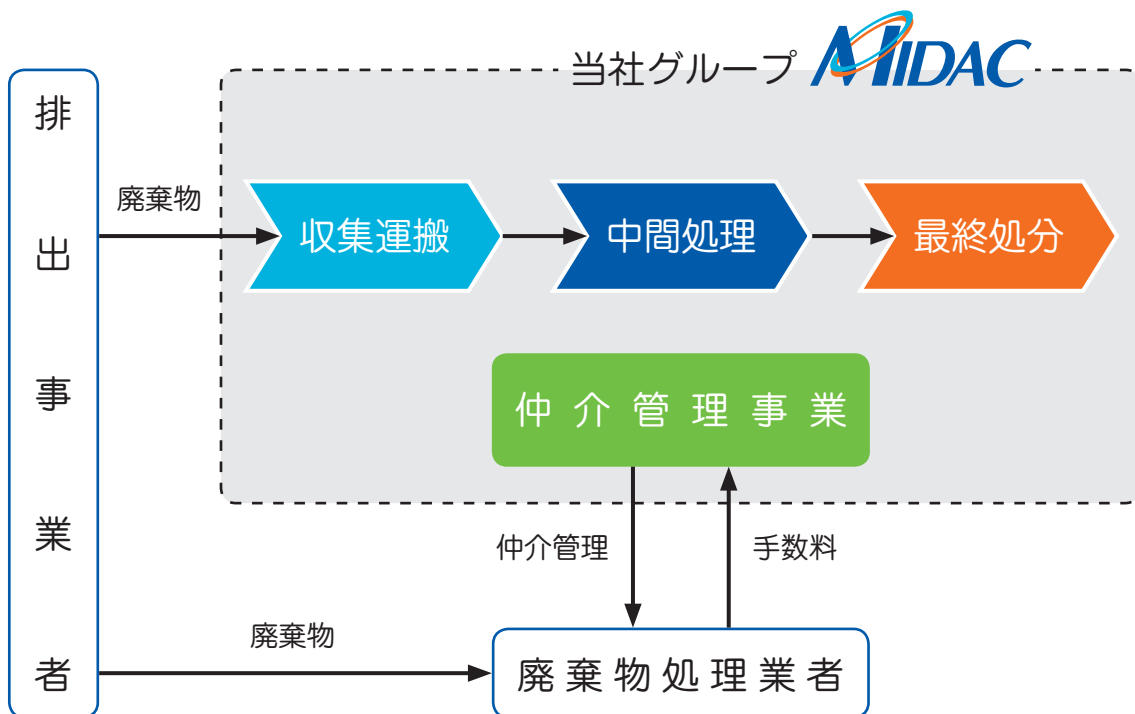 当社グループ MIDAC
排出事業者
廃棄物
収集運搬
中間処理
最終処分
仲介管理事業
仲介管理
手数料
廃棄物
廃棄物処理業者